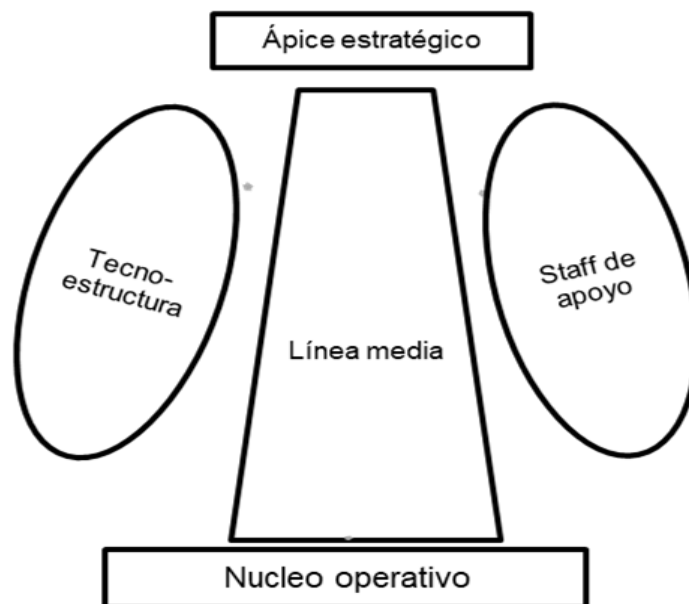 Ápice estratégico
Tecno-
estructura
Staff de
apoyo
Línea media
Nucleo operativo